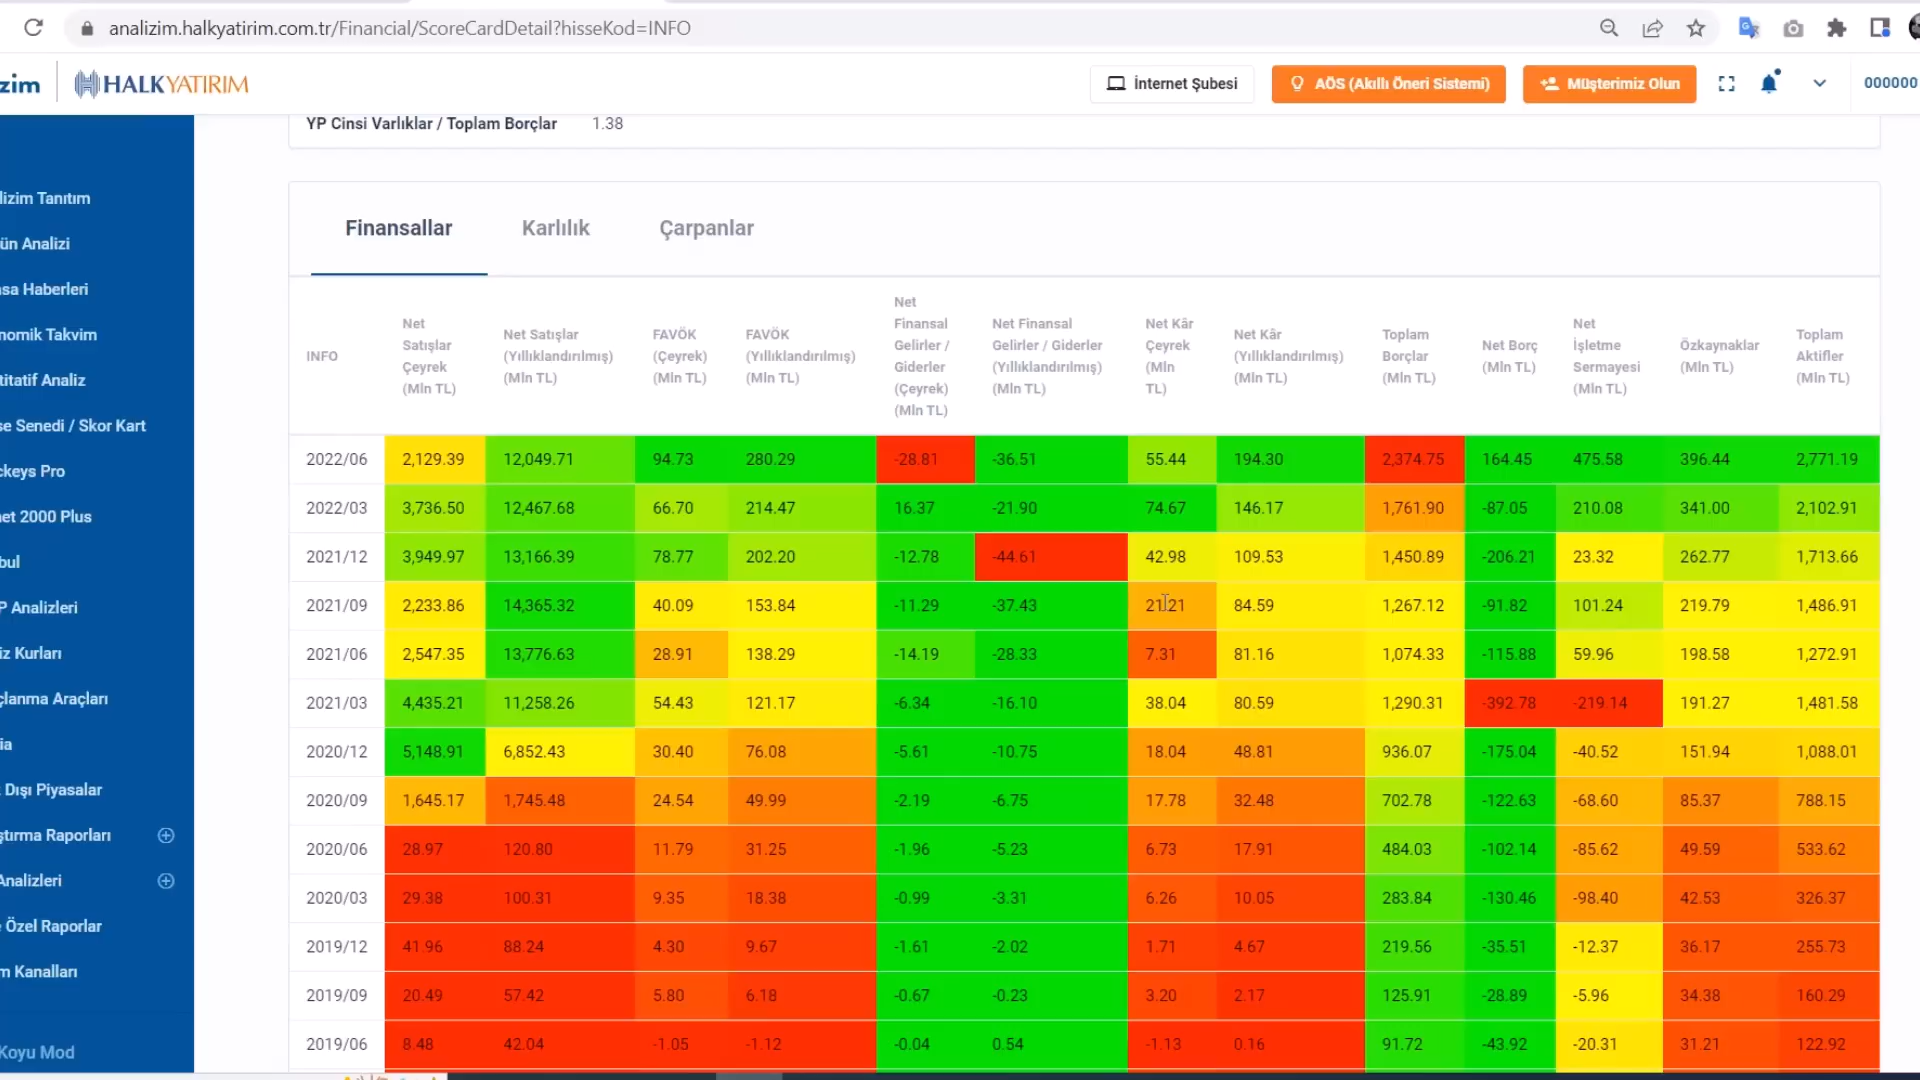 analizim.halkyatirim.com.tr/Financial/ScoreCardDetail?hisseKod=INFO
zim HALKYATIRIM İnternet Şubesi AÖS (Akıllı Öneri Sistemi) Müşterimiz Olun 000000
YP Cinsi Varlıklar / Toplam Borçlar 1.38
lizim Tanıtım
ün Analizi
asa Haberleri
nomik Takvim
titatif Analiz
se Senedi / Skor Kart
ckeys Pro
net 2000 Plus
bul
P Analizleri
iz Kurları
çlanma Araçları
ia
Dışı Piyasalar
ştırma Raporları
Analizleri
Özel Raporlar
m Kanalları
Koyu Mod
Finansallar Karlılık Çarpanlar
INFO
Net
Satışlar
Çeyrek
(Mln TL)
Net Satışlar
(Yıllıklandırılmış)
(Mln TL)
FAVÖK
(Çeyrek)
(Mln TL)
FAVÖK
(Yıllıklandırılmış)
(Mln TL)
Net
Finansal
Gelirler /
Giderler
(Çeyrek)
(Mln TL)
Net Finansal
Gelirler / Giderler
(Yıllıklandırılmış)
(Mln TL)
Net Kâr
Çeyrek
(Mln
TL)
Net Kâr
(Yıllıklandırılmış)
(Mln TL)
Toplam
Borçlar
(Mln TL)
Net Borç
(Mln TL)
Net
İşletme
Sermayesi
(Mln TL)
Özkaynaklar
(Mln TL)
Toplam
Aktifler
(Mln TL)
2022/06 2,129.39 12,049.71 94.73 280.29 -28.81 -36.51 55.44 194.30 2,374.75 164.45 475.58 396.44 2,771.19
2022/03 3,736.50 12,467.68 66.70 214.47 16.37 -21.90 74.67 146.17 1,761.90 -87.05 210.08 341.00 2,102.91
2021/12 3,949.97 13,166.39 78.77 202.20 -12.78 -44.61 42.98 109.53 1,450.89 -206.21 23.32 262.77 1,713.66
2021/09 2,233.86 14,365.32 40.09 153.84 -11.29 -37.43 21.21 84.59 1,267.12 -91.82 101.24 219.79 1,486.91
2021/06 2,547.35 13,776.63 28.91 138.29 -14.19 -28.33 7.31 81.16 1,074.33 -115.88 59.96 198.58 1,272.91
2021/03 4,435.21 11,258.26 54.43 121.17 -6.34 -16.10 38.04 80.59 1,290.31 -392.78 -219.14 191.27 1,481.58
2020/12 5,148.91 6,852.43 30.40 76.08 -5.61 -10.75 18.04 48.81 936.07 -175.04 -40.52 151.94 1,088.01
2020/09 1,645.17 1,745.48 24.54 49.99 -2.19 -6.75 17.78 32.48 702.78 -122.63 -68.60 85.37 788.15
2020/06 28.97 120.80 11.79 31.25 -1.96 -5.23 6.73 17.91 484.03 -102.14 -85.62 49.59 533.62
2020/03 29.38 100.31 9.35 18.38 -0.99 -3.31 6.26 10.05 283.84 -130.46 -98.40 42.53 326.37
2019/12 41.96 88.24 4.30 9.67 -1.61 -2.02 1.71 4.67 219.56 -35.51 -12.37 36.17 255.73
2019/09 20.49 57.42 5.80 6.18 -0.67 -0.23 3.20 2.17 125.91 -28.89 -5.96 34.38 160.29
2019/06 8.48 42.04 -1.05 -1.12 -0.04 0.54 -1.13 0.16 91.72 -43.92 -20.31 31.21 122.92